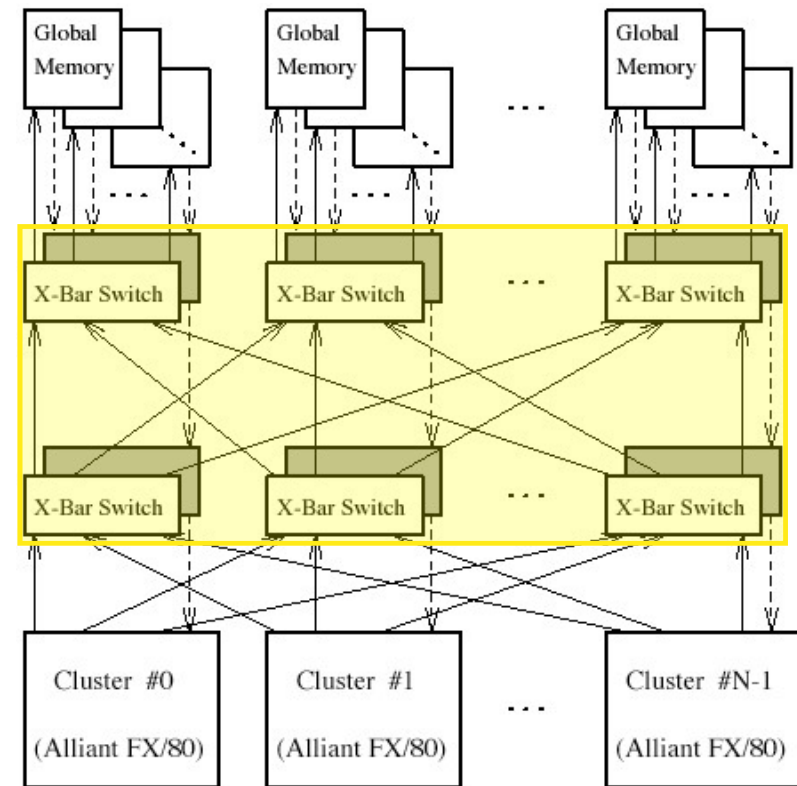 Global
Memory
Global
Memory
Global
Memory
X-Bar Switch
X-Bar Switch
X-Bar Switch
X-Bar Switch
X-Bar Switch
X-Bar Switch
Cluster #0
(Alliant FX/80)
Cluster #1
(Alliant FX/80)
Cluster #N-1
(Alliant FX/80)